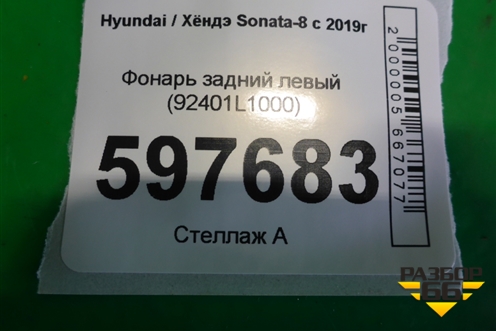 Hyundai / Хёндэ Sonata-8 с 2019г
Фонарь задний левый
(92401L1000)
597683
Стеллаж А
2000005667077
РАЗБОР
66